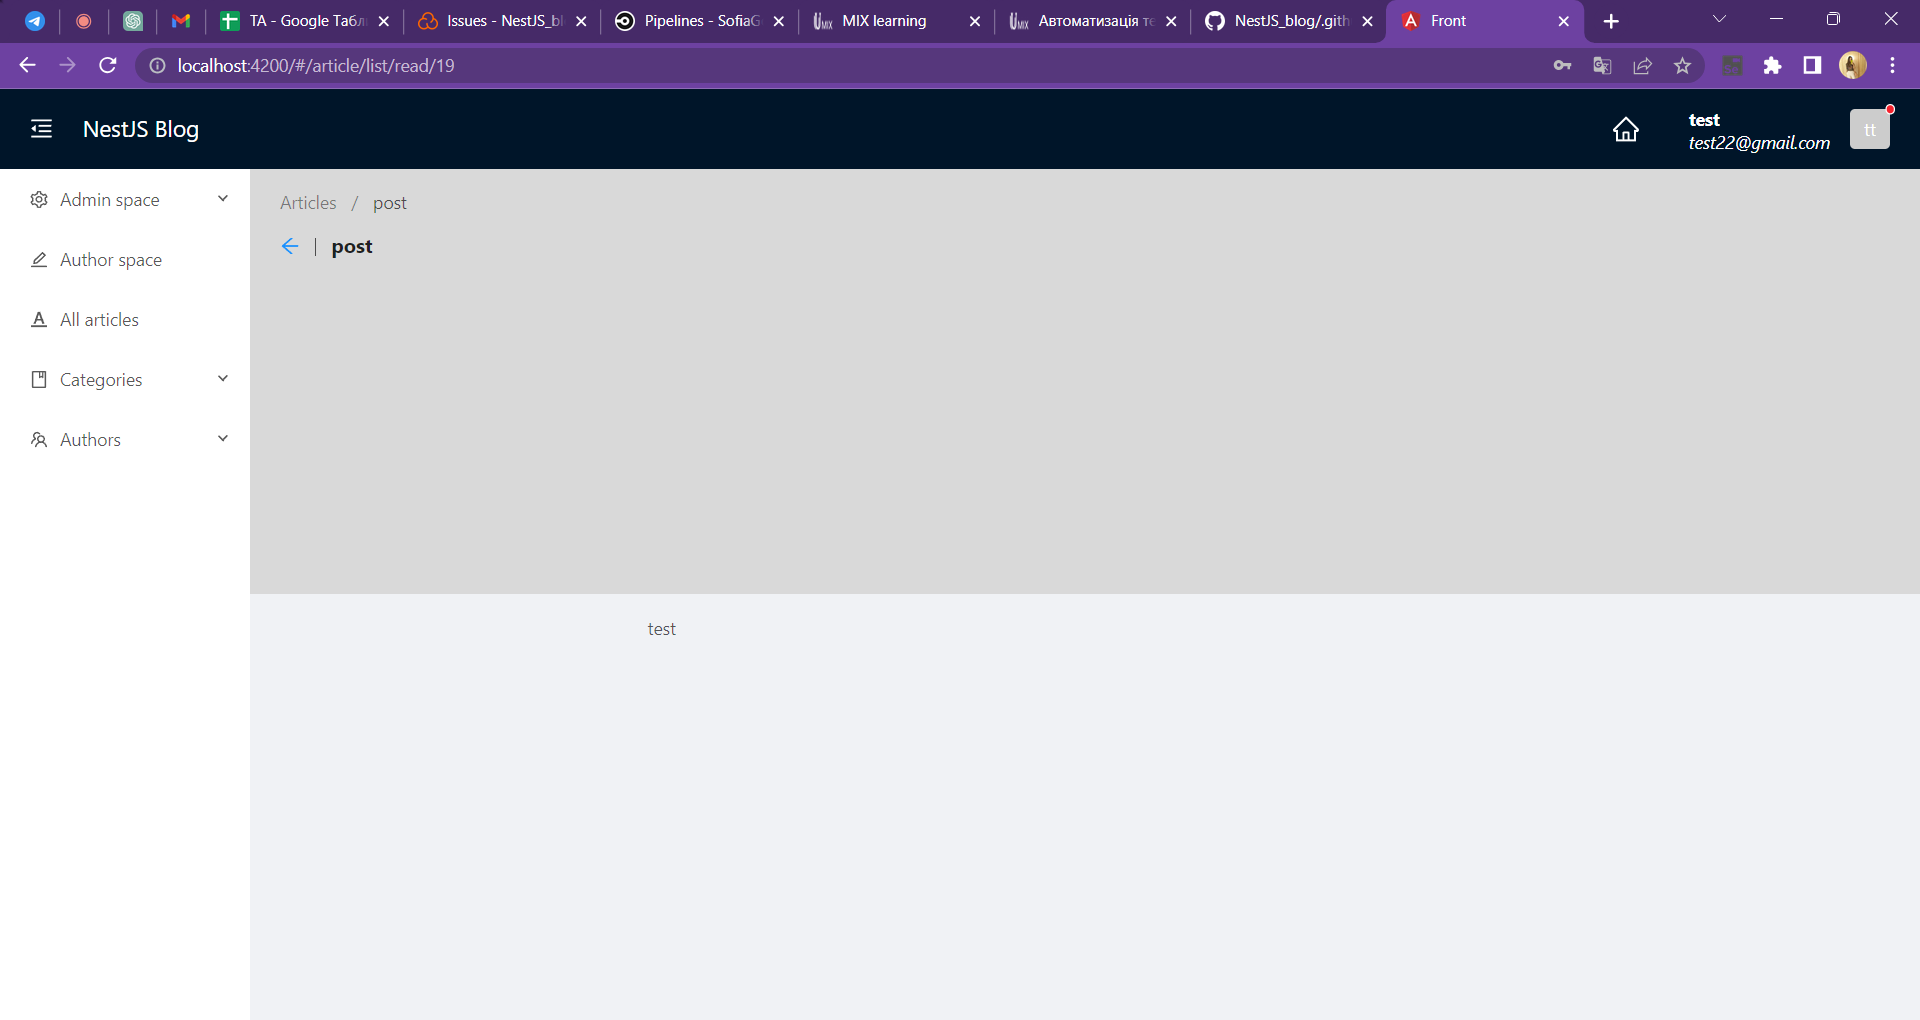 TA - Google Табл
Issues - NestJS_bl
Pipelines - SofiaG
MIX learning
Автоматизація те
NestJS_blog/.gith
Front
localhost:4200/#/article/list/read/19
NestJS Blog
test
test22@gmail.com
tt
Admin space
Author space
All articles
Categories
Authors
Articles / post
post
test